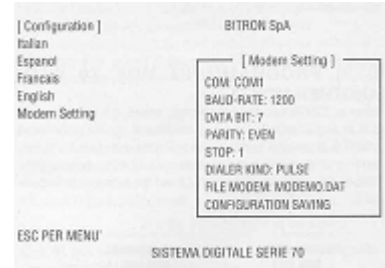 [ Configuration ]
Italian
Espanol
Francais
English
Modem Setting
BITRON SpA
[ Modem Setting ]
COM: COM1
BAUD-RATE: 1200
DATA BIT: 7
PARITY: EVEN
STOP: 1
DIALER KIND: PULSE
FILE MODEM: MODEMO.DAT
CONFIGURATION SAVING
ESC PER MENU'
SISTEMA DIGITALE SERIE 70